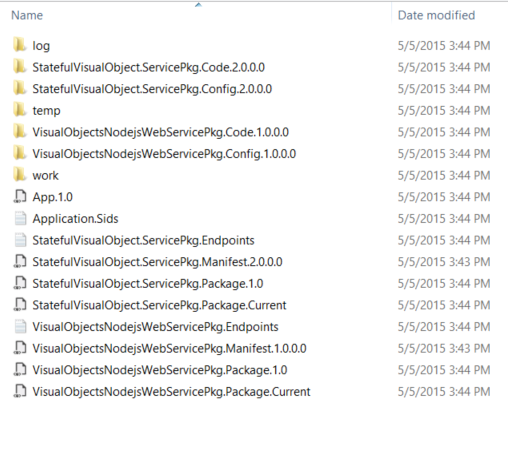 Name Date modified
log 5/5/2015 3:44 PM
StatefulVisualObject.ServicePkg.Code.2.0.0.0 5/5/2015 3:44 PM
StatefulVisualObject.ServicePkg.Config.2.0.0.0 5/5/2015 3:44 PM
temp 5/5/2015 3:44 PM
VisualObjectsNodejsWebServicePkg.Code.1.0.0.0 5/5/2015 3:44 PM
VisualObjectsNodejsWebServicePkg.Config.1.0.0.0 5/5/2015 3:44 PM
work 5/5/2015 3:44 PM
App.1.0 5/5/2015 3:44 PM
Application.Sids 5/5/2015 3:44 PM
StatefulVisualObject.ServicePkg.Endpoints 5/5/2015 3:44 PM
StatefulVisualObject.ServicePkg.Manifest.2.0.0.0 5/5/2015 3:43 PM
StatefulVisualObject.ServicePkg.Package.1.0 5/5/2015 3:44 PM
StatefulVisualObject.ServicePkg.Package.Current 5/5/2015 3:44 PM
VisualObjectsNodejsWebServicePkg.Endpoints 5/5/2015 3:44 PM
VisualObjectsNodejsWebServicePkg.Manifest.1.0.0.0 5/5/2015 3:43 PM
VisualObjectsNodejsWebServicePkg.Package.1.0 5/5/2015 3:44 PM
VisualObjectsNodejsWebServicePkg.Package.Current 5/5/2015 3:44 PM